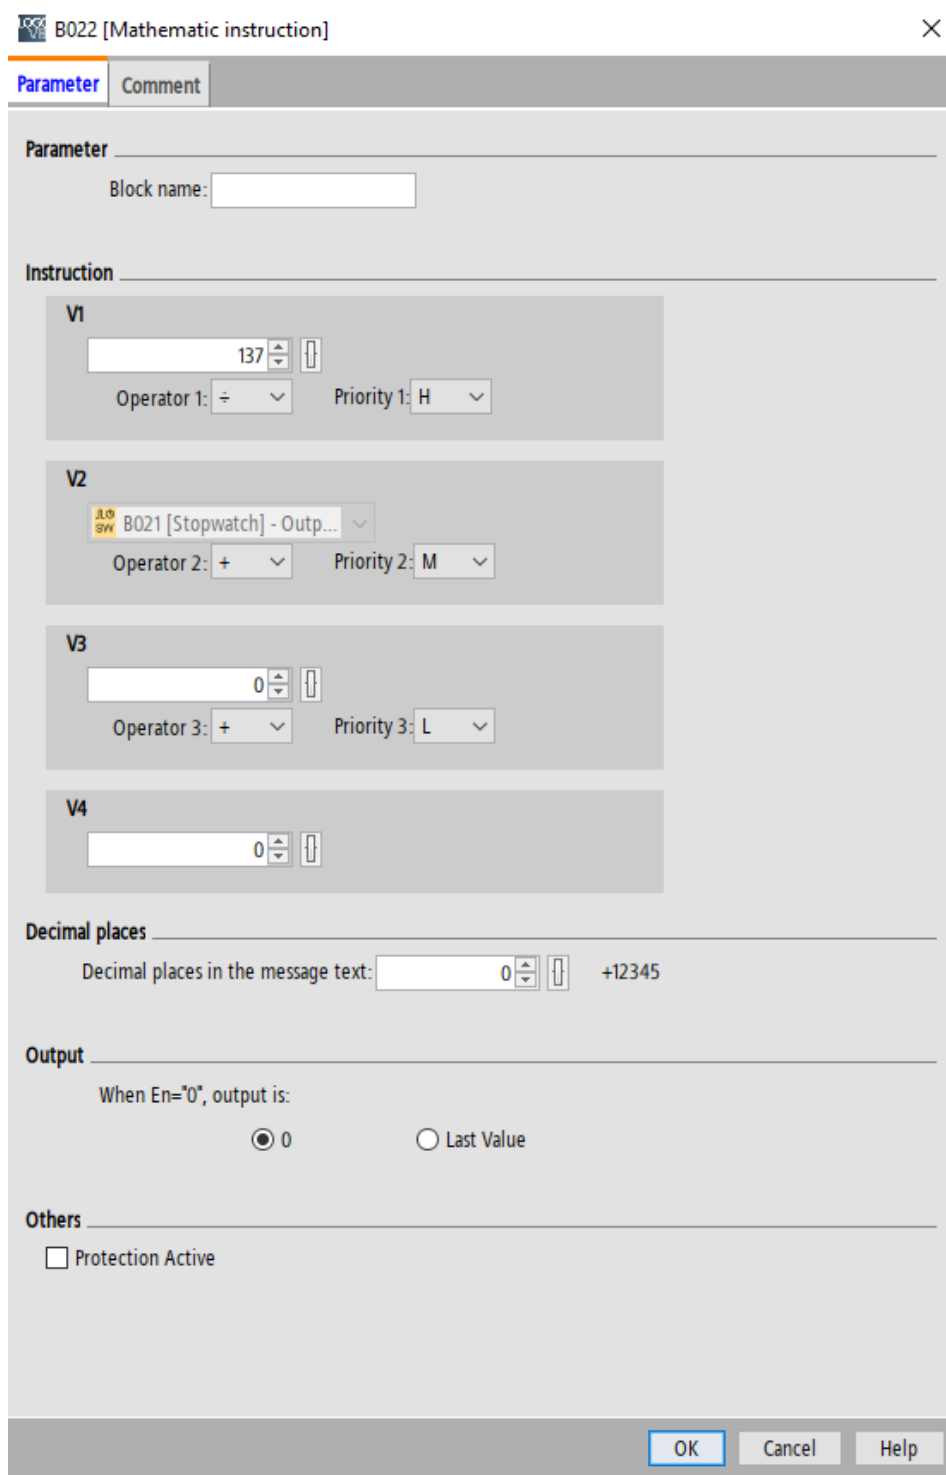 B022 [Mathematic instruction]
Parameter Comment
Parameter
Block name:
Instruction
V1
137
Operator 1: ÷ Priority 1: H
V2
B021 [Stopwatch] - Outp...
Operator 2: + Priority 2: M
V3
0
Operator 3: + Priority 3: L
V4
0
Decimal places
Decimal places in the message text: 0 +12345
Output
When En="0", output is:
0 Last Value
Others
Protection Active
OK Cancel Help